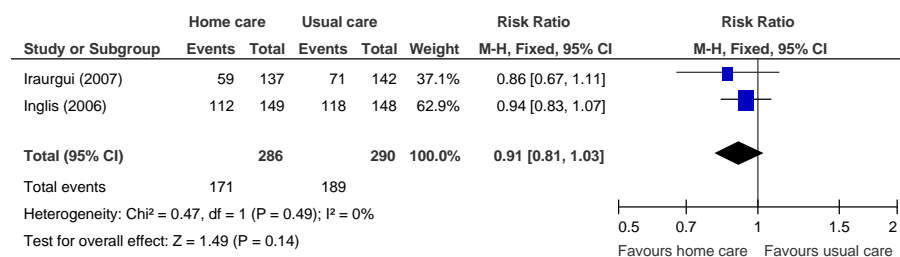 Home care Usual care Risk Ratio Risk Ratio
Study or Subgroup Events Total Events Total Weight M-H, Fixed, 95% CI M-H, Fixed, 95% CI
Iraurgui (2007) 59 137 71 142 37.1% 0.86 [0.67, 1.11]
Inglis (2006) 112 149 118 148 62.9% 0.94 [0.83, 1.07]
Total (95% CI) 286 290 100.0% 0.91 [0.81, 1.03]
Total events 171 189
Heterogeneity: Chi² = 0.47, df = 1 (P = 0.49); I² = 0%
Test for overall effect: Z = 1.49 (P = 0.14)
0.5 0.7 1 1.5 2
Favours home care Favours usual care